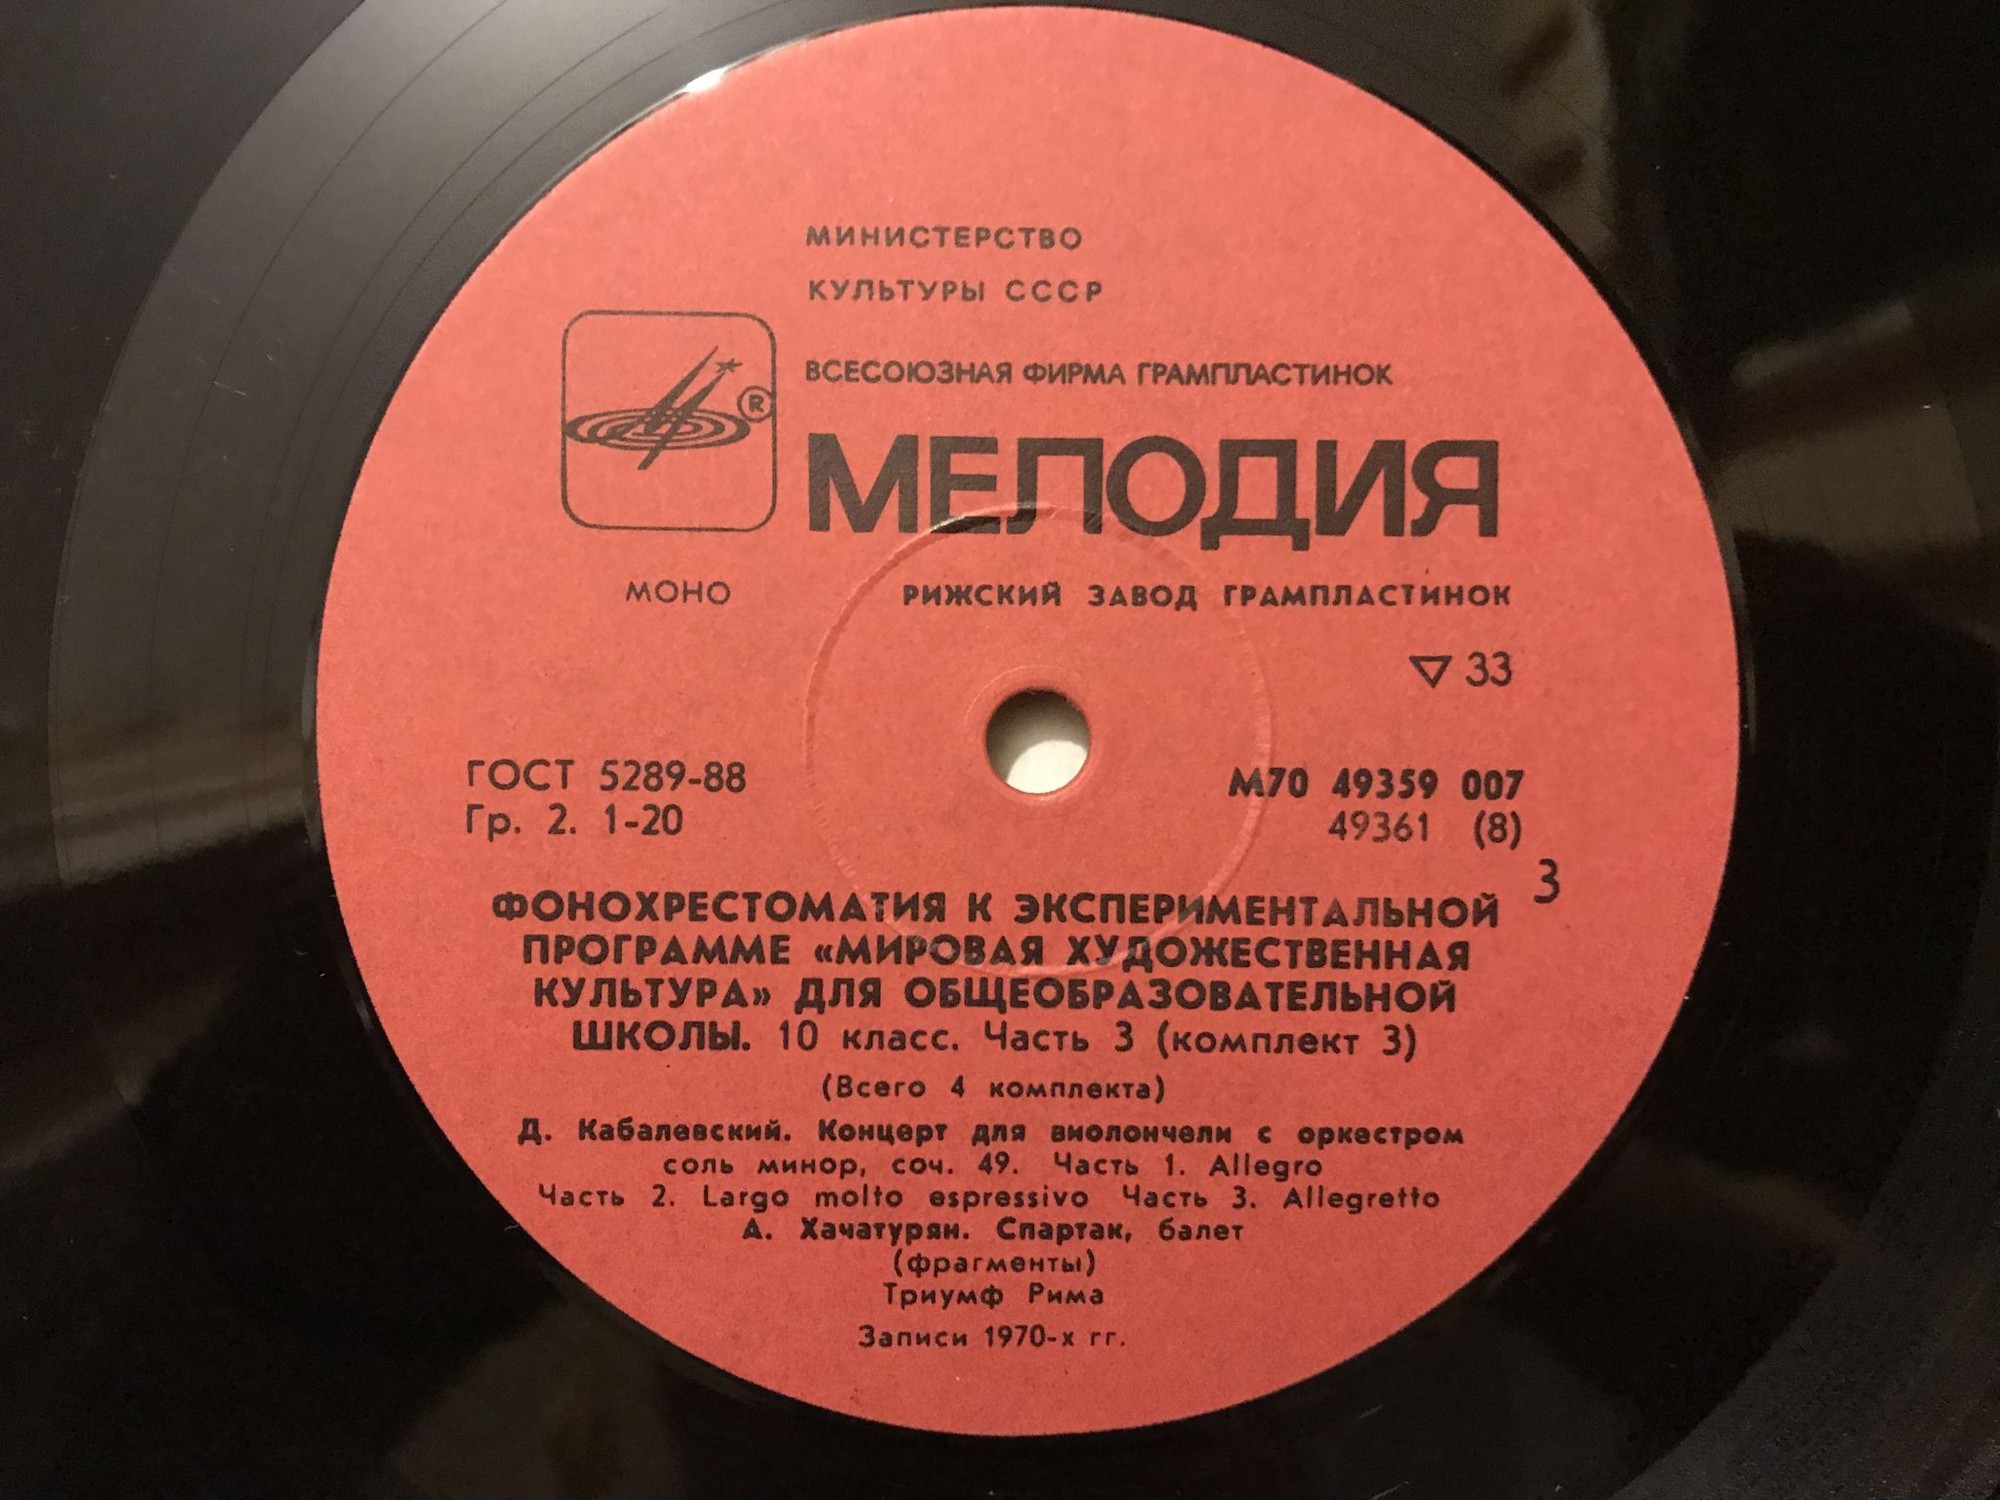 МИНИСТЕРСТВО
КУЛЬТУРЫ СССР
ВСЕСОЮЗНАЯ ФИРМА ГРАМПЛАСТИНОК
®
МЕЛОДИЯ
МОНО
РИЖСКИЙ ЗАВОД ГРАМПЛАСТИНОК
▽ 33
ГОСТ 5289-88
Гр. 2. 1-20
М70 49359 007
49361 (8)
3
ФОНОХРЕСТОМАТИЯ К ЭКСПЕРИМЕНТАЛЬНОЙ
ПРОГРАММЕ «МИРОВАЯ ХУДОЖЕСТВЕННАЯ
КУЛЬТУРА» ДЛЯ ОБЩЕОБРАЗОВАТЕЛЬНОЙ
ШКОЛЫ. 10 класс. Часть 3 (комплект 3)
(Всего 4 комплекта)
Д. Кабалевский. Концерт для виолончели с оркестром
соль минор, соч. 49. Часть 1. Allegro
Часть 2. Largo molto espressivo Часть 3. Allegretto
А. Хачатурян. Спартак, балет
(фрагменты)
Триумф Рима
Записи 1970-х гг.